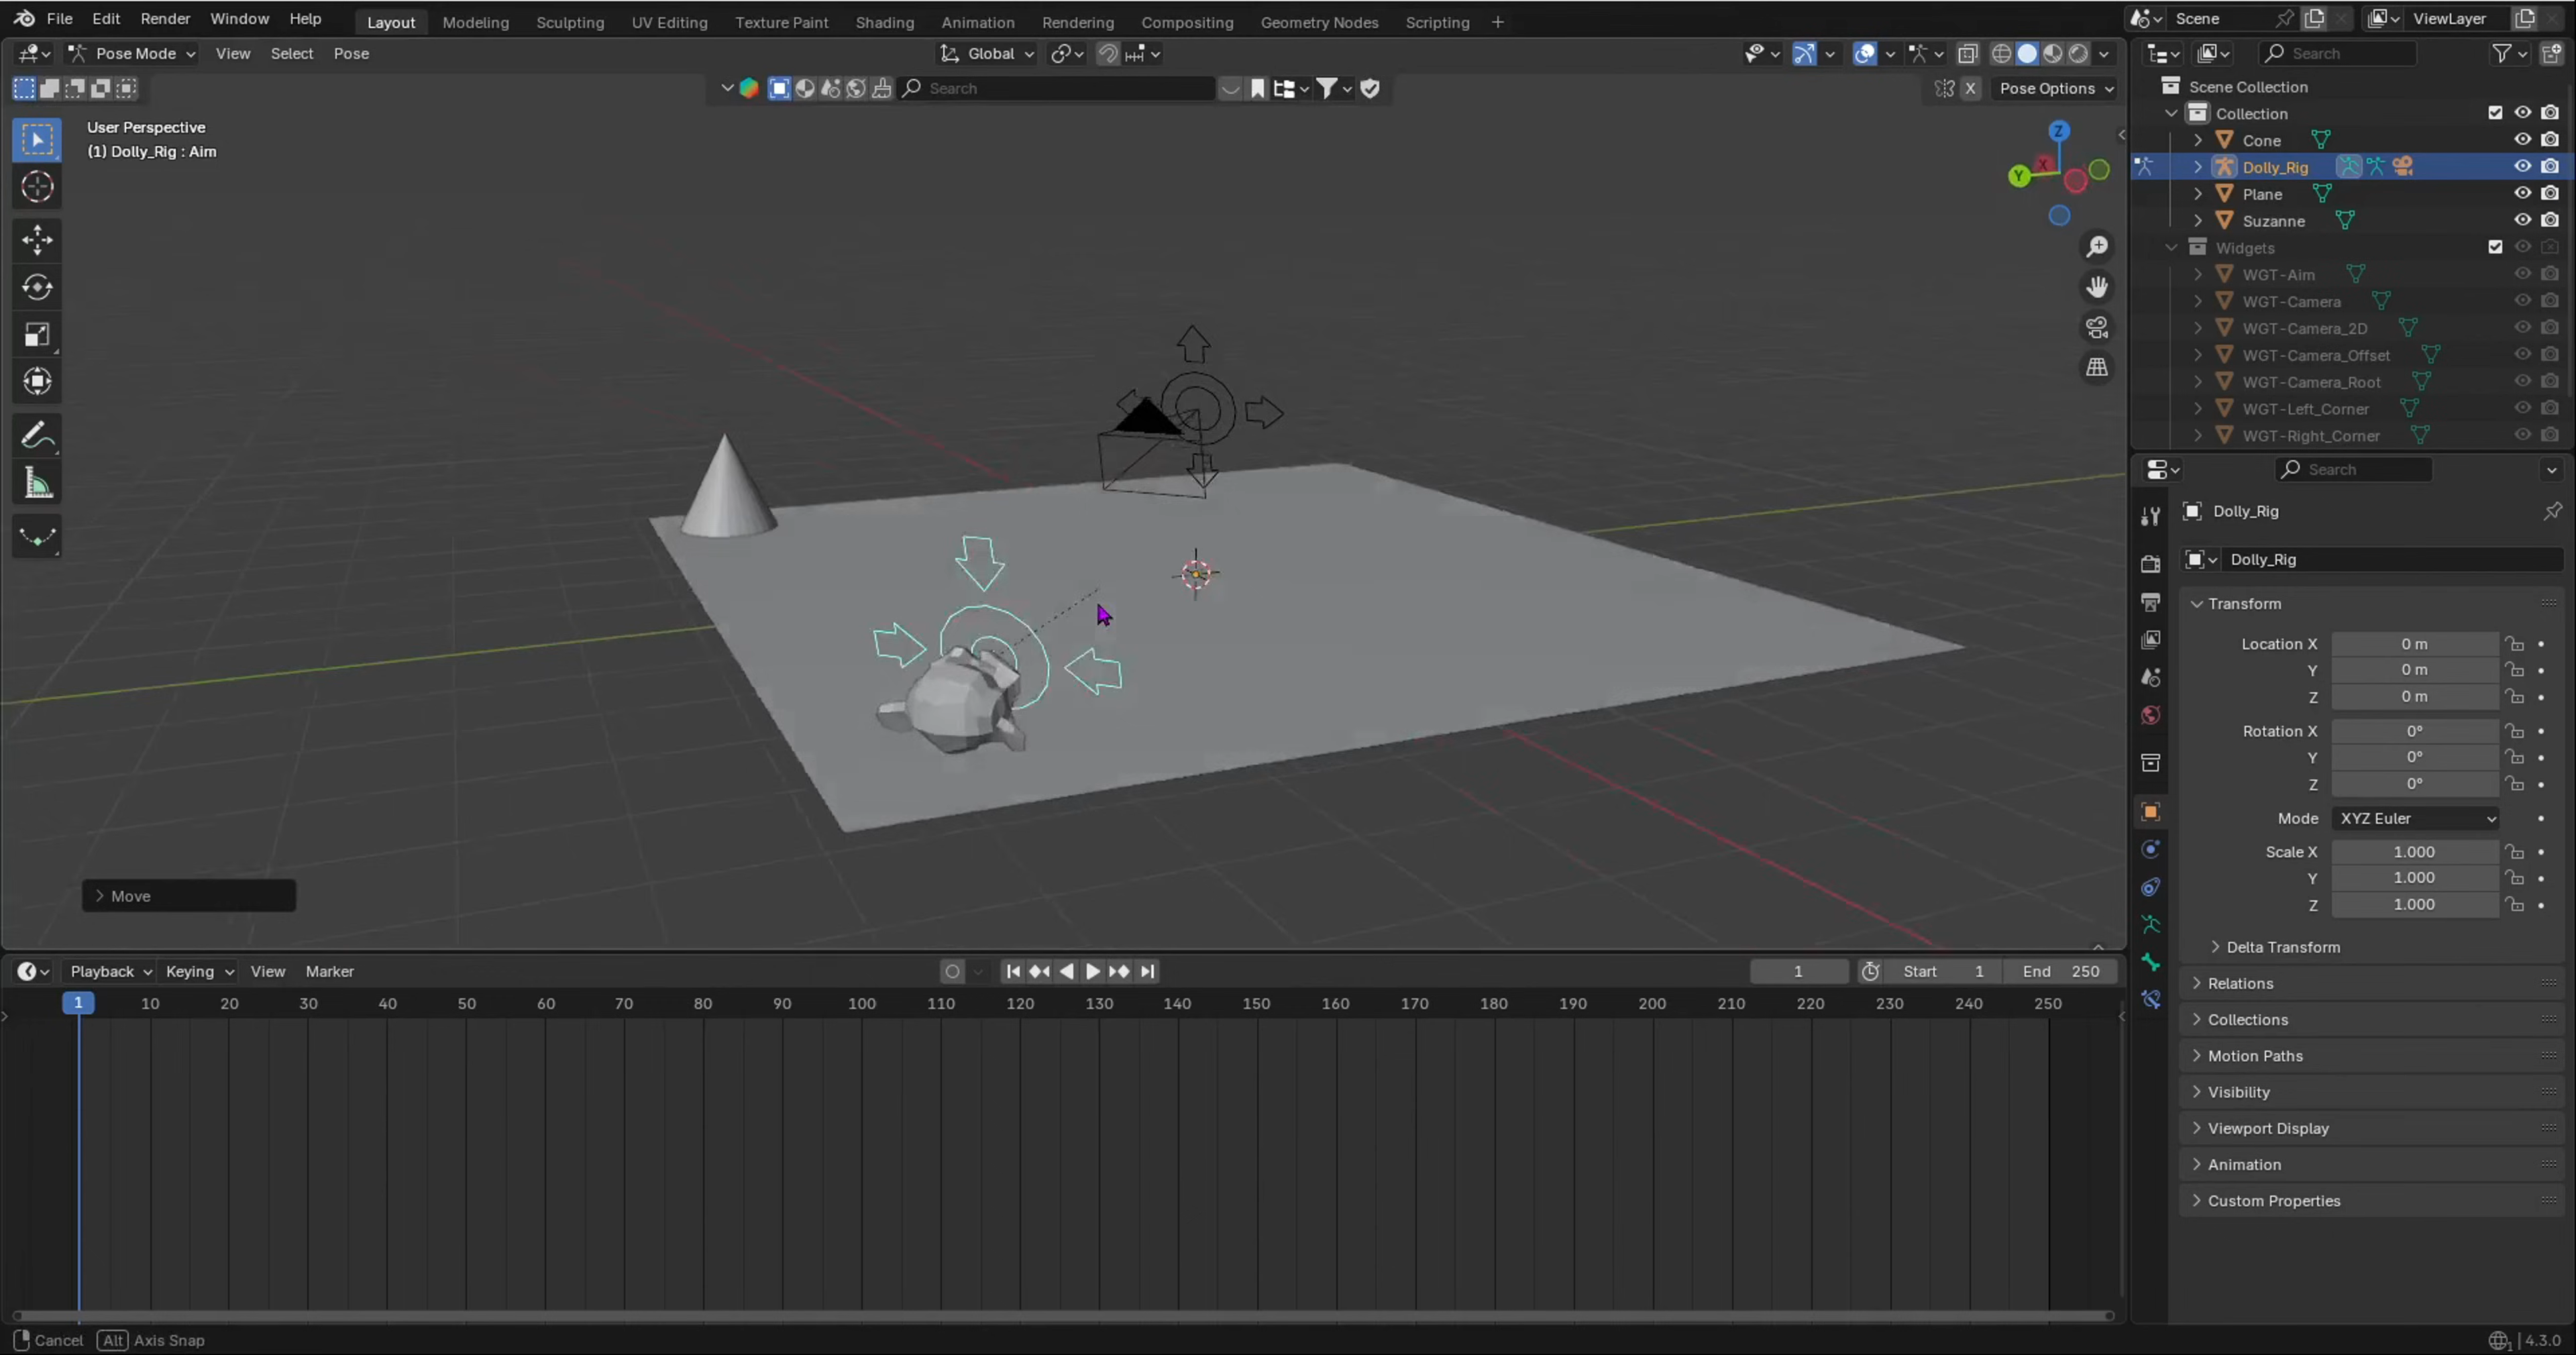 File Edit Render Window Help Layout Modeling Sculpting UV Editing Texture Paint Shading Animation Rendering Compositing Geometry Nodes Scripting + Scene ViewLayer
Pose Mode View Select Pose Global Search
Search X Pose Options
User Perspective
(1) Dolly_Rig : Aim
Z
X
Y
Scene Collection
Collection
Cone
Dolly_Rig
Plane
Suzanne
Widgets
WGT-Aim
WGT-Camera
WGT-Camera_2D
WGT-Camera_Offset
WGT-Camera_Root
WGT-Left_Corner
WGT-Right_Corner
Search
Dolly_Rig
Dolly_Rig
Transform
Location X 0 m
Y 0 m
Z 0 m
Rotation X 0°
Y 0°
Z 0°
Mode XYZ Euler
Scale X 1.000
Y 1.000
Z 1.000
Delta Transform
Relations
Collections
Motion Paths
Visibility
Viewport Display
Animation
Custom Properties
Move
Playback Keying View Marker 1 Start 1 End 250
1 10 20 30 40 50 60 70 80 90 100 110 120 130 140 150 160 170 180 190 200 210 220 230 240 250
Cancel Alt Axis Snap 4.3.0